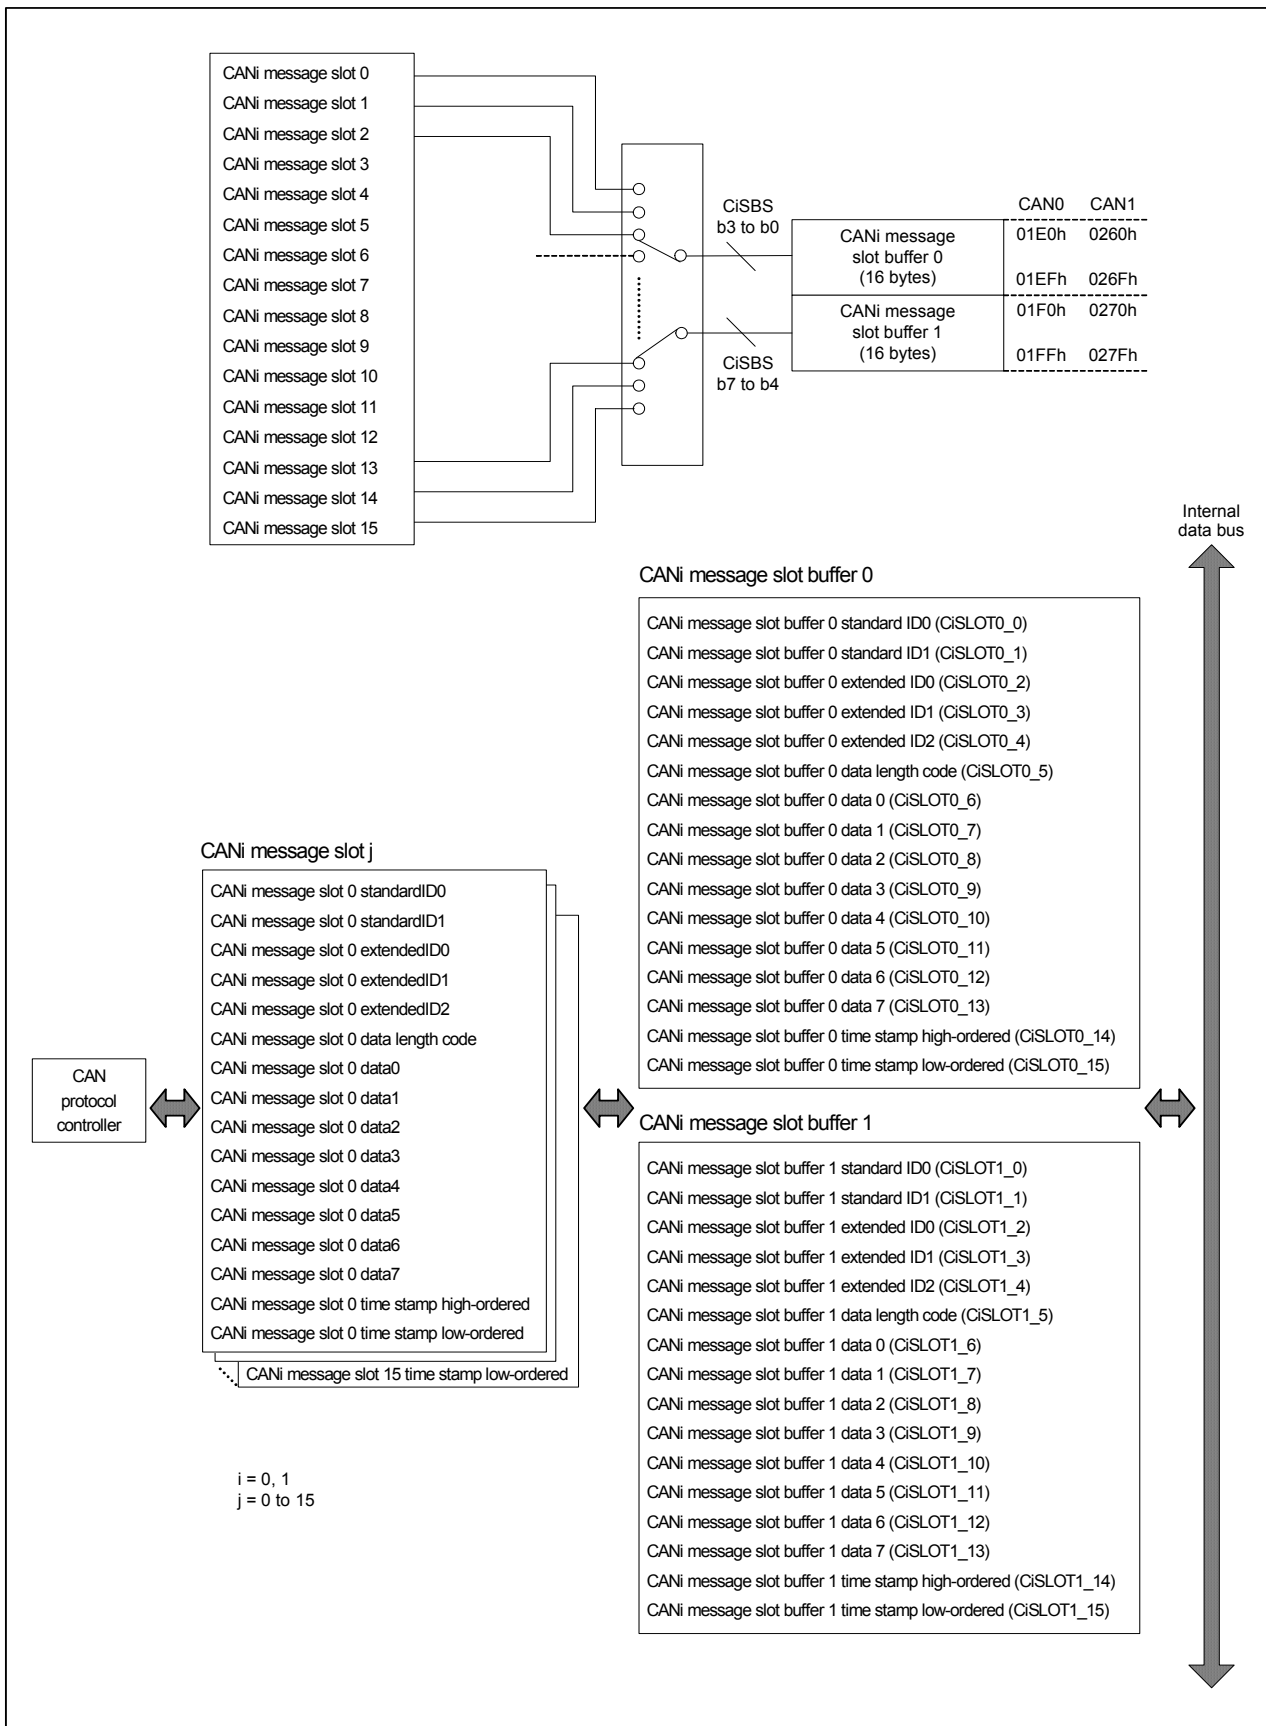 CANi message slot 0
CANi message slot 1
CANi message slot 2
CANi message slot 3
CANi message slot 4
CANi message slot 5
CANi message slot 6
CANi message slot 7
CANi message slot 8
CANi message slot 9
CANi message slot 10
CANi message slot 11
CANi message slot 12
CANi message slot 13
CANi message slot 14
CANi message slot 15
CiSBS
b3 to b0
CiSBS
b7 to b4
CAN0 CAN1
CANi message
slot buffer 0
(16 bytes)
01E0h 0260h
01EFh 026Fh
CANi message
slot buffer 1
(16 bytes)
01F0h 0270h
01FFh 027Fh
Internal
data bus
CANi message slot buffer 0
CANi message slot buffer 0 standard ID0 (CiSLOT0_0)
CANi message slot buffer 0 standard ID1 (CiSLOT0_1)
CANi message slot buffer 0 extended ID0 (CiSLOT0_2)
CANi message slot buffer 0 extended ID1 (CiSLOT0_3)
CANi message slot buffer 0 extended ID2 (CiSLOT0_4)
CANi message slot buffer 0 data length code (CiSLOT0_5)
CANi message slot buffer 0 data 0 (CiSLOT0_6)
CANi message slot buffer 0 data 1 (CiSLOT0_7)
CANi message slot buffer 0 data 2 (CiSLOT0_8)
CANi message slot buffer 0 data 3 (CiSLOT0_9)
CANi message slot buffer 0 data 4 (CiSLOT0_10)
CANi message slot buffer 0 data 5 (CiSLOT0_11)
CANi message slot buffer 0 data 6 (CiSLOT0_12)
CANi message slot buffer 0 data 7 (CiSLOT0_13)
CANi message slot buffer 0 time stamp high-ordered (CiSLOT0_14)
CANi message slot buffer 0 time stamp low-ordered (CiSLOT0_15)
CANi message slot j
CANi message slot 0 standardID0
CANi message slot 0 standardID1
CANi message slot 0 extendedID0
CANi message slot 0 extendedID1
CANi message slot 0 extendedID2
CANi message slot 0 data length code
CANi message slot 0 data0
CANi message slot 0 data1
CANi message slot 0 data2
CANi message slot 0 data3
CANi message slot 0 data4
CANi message slot 0 data5
CANi message slot 0 data6
CANi message slot 0 data7
CANi message slot 0 time stamp high-ordered
CANi message slot 0 time stamp low-ordered
CANi message slot 15 time stamp low-ordered
CAN
protocol
controller
CANi message slot buffer 1
CANi message slot buffer 1 standard ID0 (CiSLOT1_0)
CANi message slot buffer 1 standard ID1 (CiSLOT1_1)
CANi message slot buffer 1 extended ID0 (CiSLOT1_2)
CANi message slot buffer 1 extended ID1 (CiSLOT1_3)
CANi message slot buffer 1 extended ID2 (CiSLOT1_4)
CANi message slot buffer 1 data length code (CiSLOT1_5)
CANi message slot buffer 1 data 0 (CiSLOT1_6)
CANi message slot buffer 1 data 1 (CiSLOT1_7)
CANi message slot buffer 1 data 2 (CiSLOT1_8)
CANi message slot buffer 1 data 3 (CiSLOT1_9)
CANi message slot buffer 1 data 4 (CiSLOT1_10)
CANi message slot buffer 1 data 5 (CiSLOT1_11)
CANi message slot buffer 1 data 6 (CiSLOT1_12)
CANi message slot buffer 1 data 7 (CiSLOT1_13)
CANi message slot buffer 1 time stamp high-ordered (CiSLOT1_14)
CANi message slot buffer 1 time stamp low-ordered (CiSLOT1_15)
i = 0, 1
j = 0 to 15